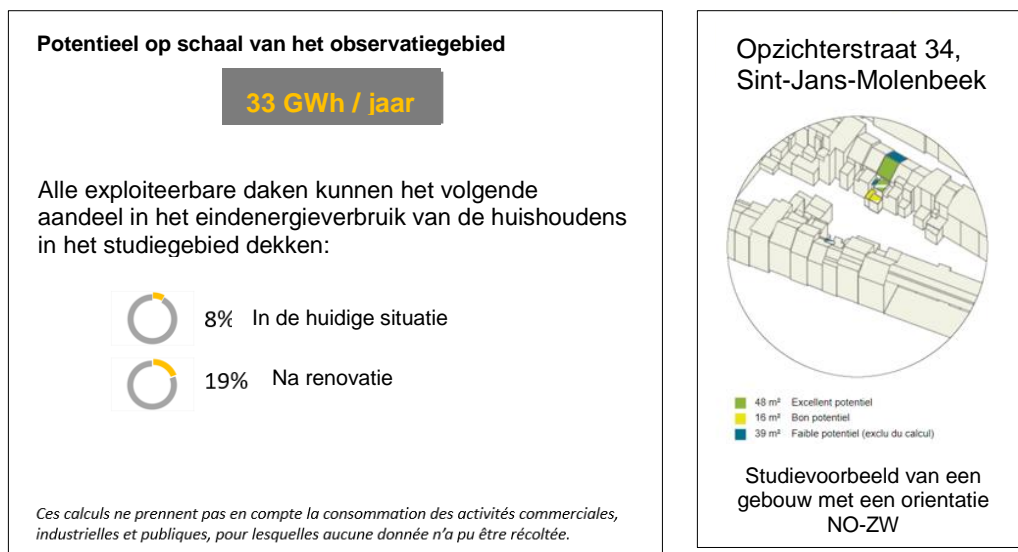 Potentieel op schaal van het observatiegebied
33 GWh / jaar
Alle exploiteerbare daken kunnen het volgende
aandeel in het eindenergieverbruik van de huishoudens
in het studiegebied dekken:
8% In de huidige situatie
19% Na renovatie
Ces calculs ne prennent pas en compte la consommation des activités commerciales,
industrielles et publiques, pour lesquelles aucune donnée n'a pu être récoltée.
Opzichterstraat 34,
Sint-Jans-Molenbeek
48 m² Excellent potentiel
16 m² Bon potentiel
39 m² Faible potentiel (exclu du calcul)
Studievoorbeeld van een
gebouw met een orientatie
NO-ZW